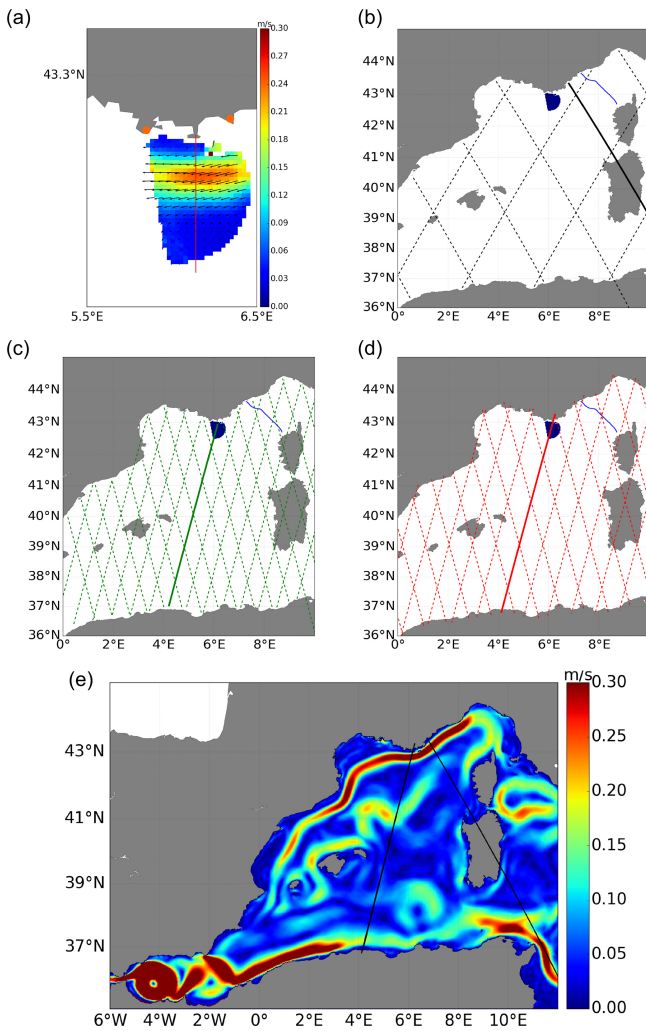 (a)
m/s
0.30
0.27
0.24
0.21
0.18
0.15
0.12
0.09
0.06
0.03
0.00
43.3°N
5.5°E
6.5°E
(b)
44°N
43°N
42°N
41°N
40°N
39°N
38°N
37°N
36°N
0°
2°E
4°E
6°E
8°E
(c)
44°N
43°N
42°N
41°N
40°N
39°N
38°N
37°N
36°N
0°
2°E
4°E
6°E
8°E
(d)
44°N
43°N
42°N
41°N
40°N
39°N
38°N
37°N
36°N
0°
2°E
4°E
6°E
8°E
(e)
m/s
0.30
0.25
0.20
0.15
0.10
0.05
0.00
43°N
41°N
39°N
37°N
6°W
4°W
2°W
0°
2°E
4°E
6°E
8°E
10°E